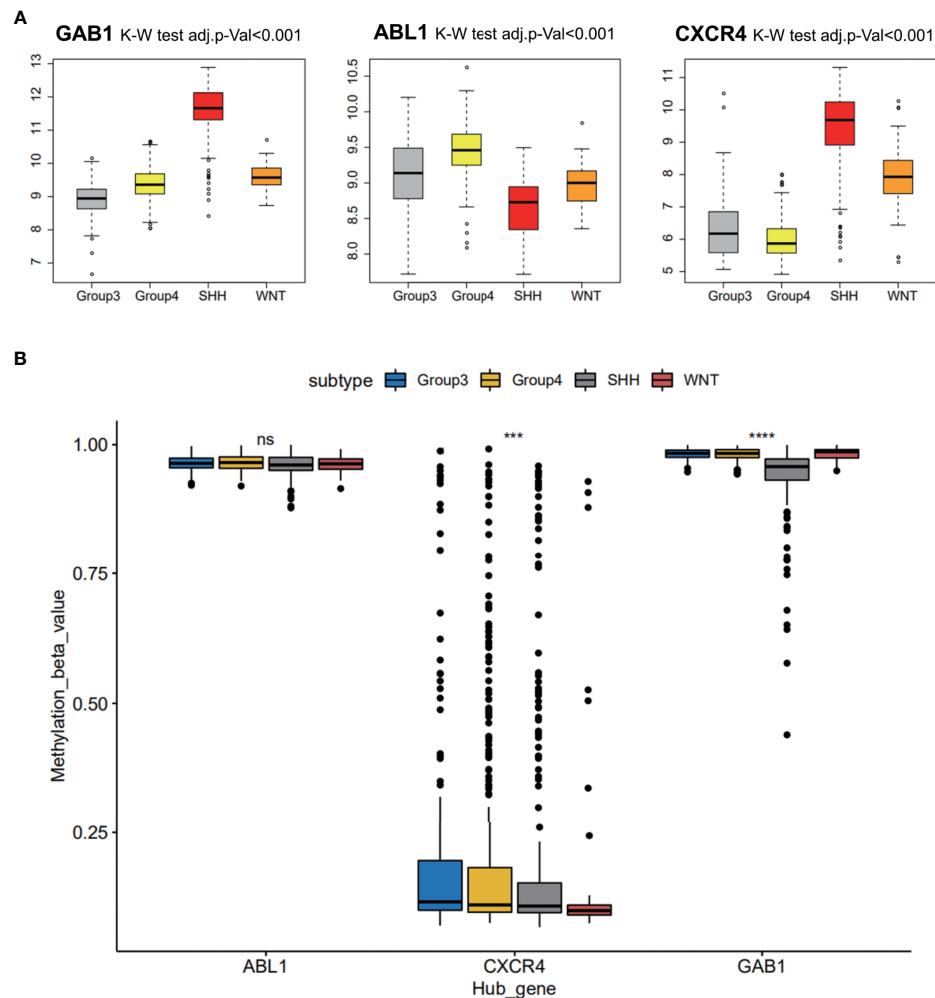 A
GAB1 K-W test adj.p-Val<0.001
ABL1 K-W test adj.p-Val<0.001
CXCR4 K-W test adj.p-Val<0.001
13
12
11
10
9
8
7
Group3 Group4 SHH WNT
10.5
10.0
9.5
9.0
8.5
8.0
Group3 Group4 SHH WNT
11
10
9
8
7
6
5
Group3 Group4 SHH WNT
B
subtype Group3 Group4 SHH WNT
Methylation_beta_value
1.00
0.75
0.50
0.25
ns
***
****
ABL1 CXCR4 GAB1
Hub_gene